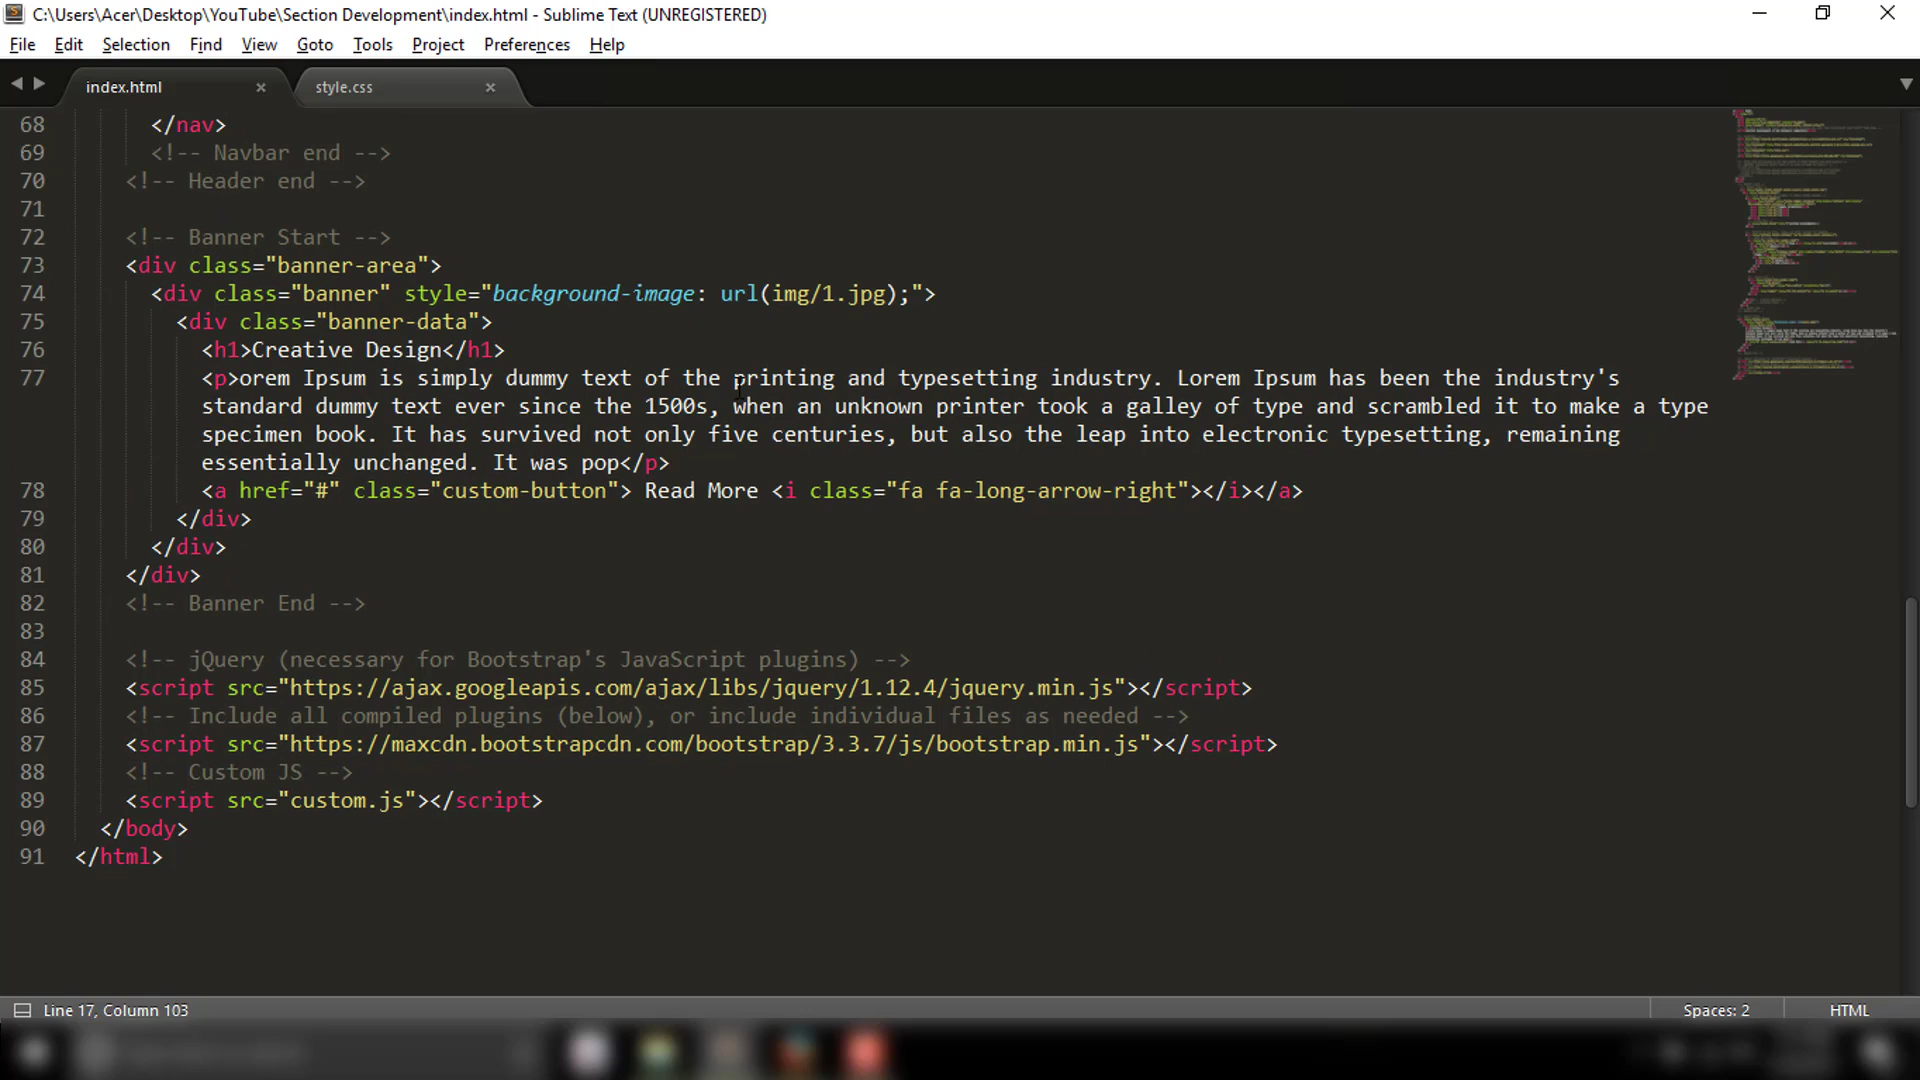 C:\Users\Acer\Desktop\YouTube\Section Development\index.html - Sublime Text (UNREGISTERED)
File Edit Selection Find View Goto Tools Project Preferences Help
index.html × style.css ×
68 </nav>
69 <!-- Navbar end -->
70 <!-- Header end -->
71
72 <!-- Banner Start -->
73 <div class="banner-area">
74 <div class="banner" style="background-image: url(img/1.jpg);">
75 <div class="banner-data">
76 <h1>Creative Design</h1>
77 <p>orem Ipsum is simply dummy text of the printing and typesetting industry. Lorem Ipsum has been the industry's
standard dummy text ever since the 1500s, when an unknown printer took a galley of type and scrambled it to make a type
specimen book. It has survived not only five centuries, but also the leap into electronic typesetting, remaining
essentially unchanged. It was pop</p>
78 <a href="#" class="custom-button"> Read More <i class="fa fa-long-arrow-right"></i></a>
79 </div>
80 </div>
81 </div>
82 <!-- Banner End -->
83
84 <!-- jQuery (necessary for Bootstrap's JavaScript plugins) -->
85 <script src="https://ajax.googleapis.com/ajax/libs/jquery/1.12.4/jquery.min.js"></script>
86 <!-- Include all compiled plugins (below), or include individual files as needed -->
87 <script src="https://maxcdn.bootstrapcdn.com/bootstrap/3.3.7/js/bootstrap.min.js"></script>
88 <!-- Custom JS -->
89 <script src="custom.js"></script>
90 </body>
91 </html>
Line 17, Column 103 Spaces: 2 HTML